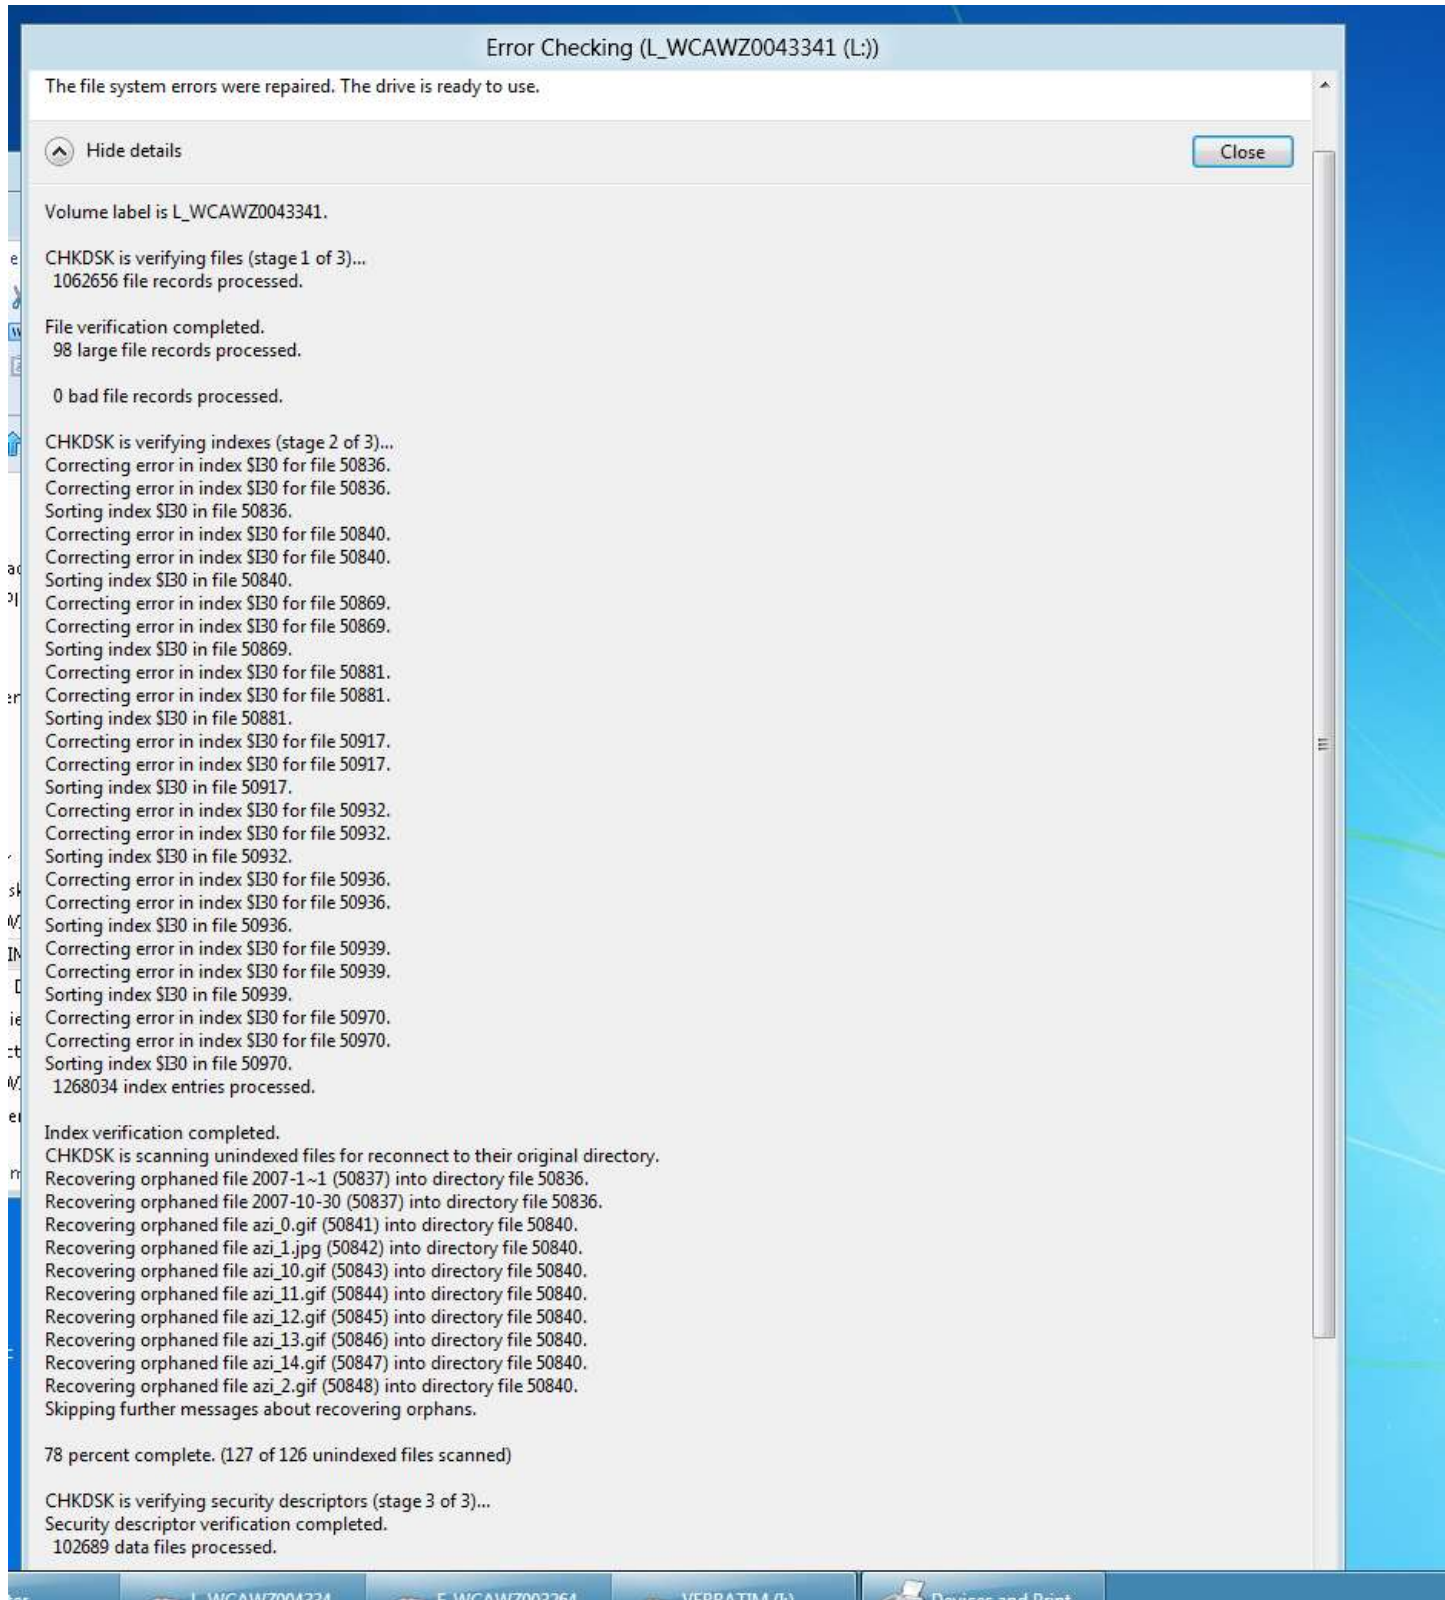 Error Checking (L_WCAWZ0043341 (L:))
The file system errors were repaired. The drive is ready to use.
Hide details
Close
Volume label is L_WCAWZ0043341.
CHKDSK is verifying files (stage 1 of 3)...
1062656 file records processed.
File verification completed.
98 large file records processed.
0 bad file records processed.
CHKDSK is verifying indexes (stage 2 of 3)...
Correcting error in index $I30 for file 50836.
Correcting error in index $I30 for file 50836.
Sorting index $I30 in file 50836.
Correcting error in index $I30 for file 50840.
Correcting error in index $I30 for file 50840.
Sorting index $I30 in file 50840.
Correcting error in index $I30 for file 50869.
Correcting error in index $I30 for file 50869.
Sorting index $I30 in file 50869.
Correcting error in index $I30 for file 50881.
Correcting error in index $I30 for file 50881.
Sorting index $I30 in file 50881.
Correcting error in index $I30 for file 50917.
Correcting error in index $I30 for file 50917.
Sorting index $I30 in file 50917.
Correcting error in index $I30 for file 50932.
Correcting error in index $I30 for file 50932.
Sorting index $I30 in file 50932.
Correcting error in index $I30 for file 50936.
Correcting error in index $I30 for file 50936.
Sorting index $I30 in file 50936.
Correcting error in index $I30 for file 50939.
Correcting error in index $I30 for file 50939.
Sorting index $I30 in file 50939.
Correcting error in index $I30 for file 50970.
Correcting error in index $I30 for file 50970.
Sorting index $I30 in file 50970.
1268034 index entries processed.
Index verification completed.
CHKDSK is scanning unindexed files for reconnect to their original directory.
Recovering orphaned file 2007-1~1 (50837) into directory file 50836.
Recovering orphaned file 2007-10-30 (50837) into directory file 50836.
Recovering orphaned file azi_0.gif (50841) into directory file 50840.
Recovering orphaned file azi_1.jpg (50842) into directory file 50840.
Recovering orphaned file azi_10.gif (50843) into directory file 50840.
Recovering orphaned file azi_11.gif (50844) into directory file 50840.
Recovering orphaned file azi_12.gif (50845) into directory file 50840.
Recovering orphaned file azi_13.gif (50846) into directory file 50840.
Recovering orphaned file azi_14.gif (50847) into directory file 50840.
Recovering orphaned file azi_2.gif (50848) into directory file 50840.
Skipping further messages about recovering orphans.
78 percent complete. (127 of 126 unindexed files scanned)
CHKDSK is verifying security descriptors (stage 3 of 3)...
Security descriptor verification completed.
102689 data files processed.
Devices and Print